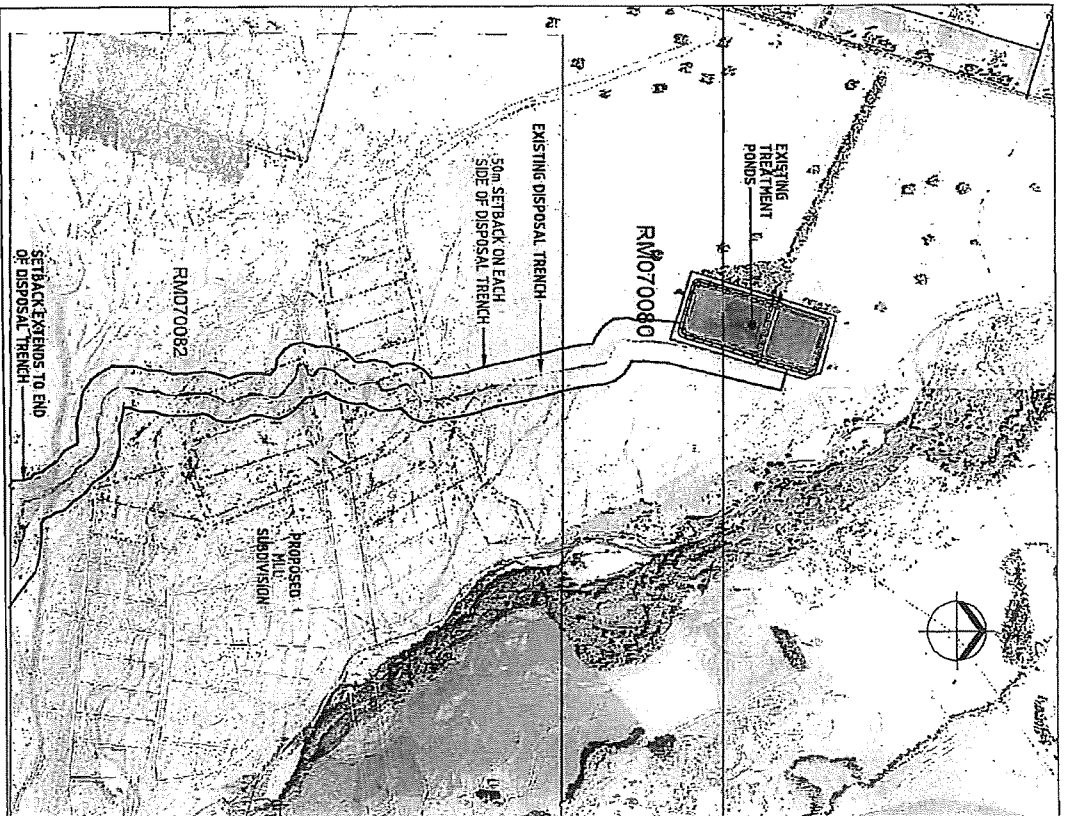 EXISTING
TREATMENT
PONDS
RM070080
EXISTING DISPOSAL TRENCH
50m SETBACK ON EACH
SIDE OF DISPOSAL TRENCH
RM070082
SETBACK EXTENDS TO END
OF DISPOSAL TRENCH
PROPOSED
MILL
SUBDIVISION